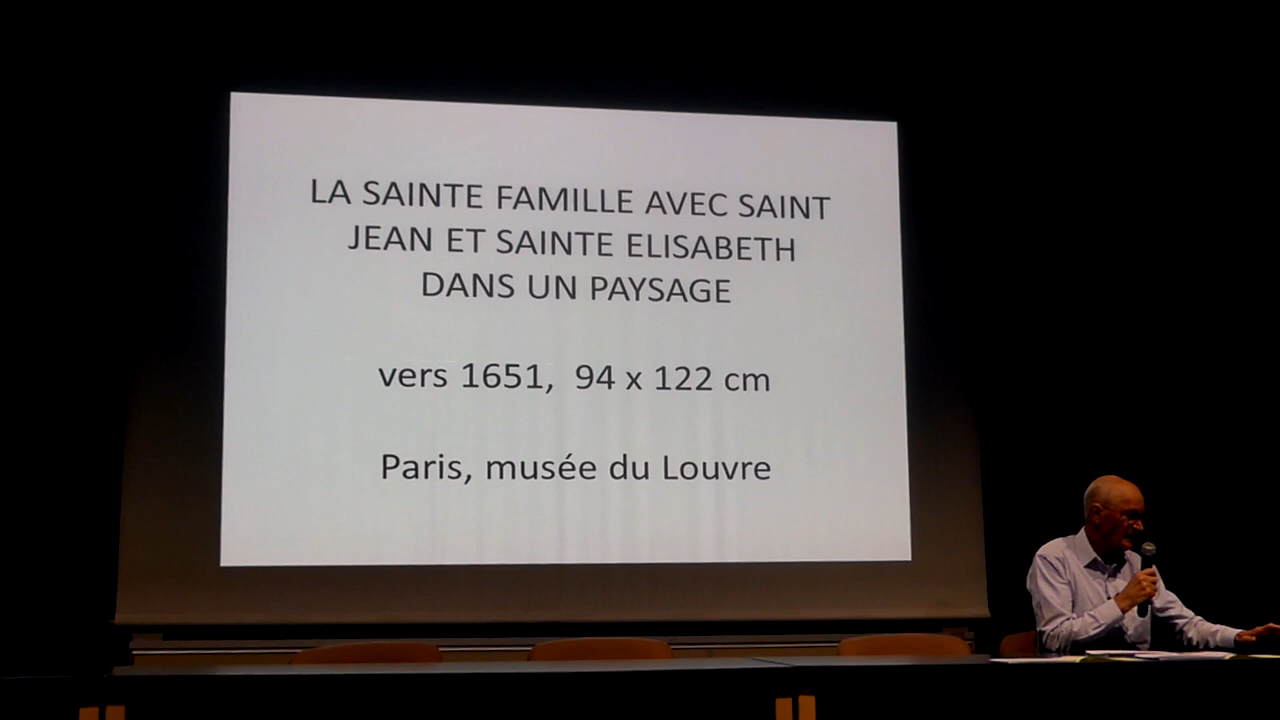 LA SAINTE FAMILLE AVEC SAINT
JEAN ET SAINTE ELISABETH
DANS UN PAYSAGE
vers 1651, 94 x 122 cm
Paris, musée du Louvre